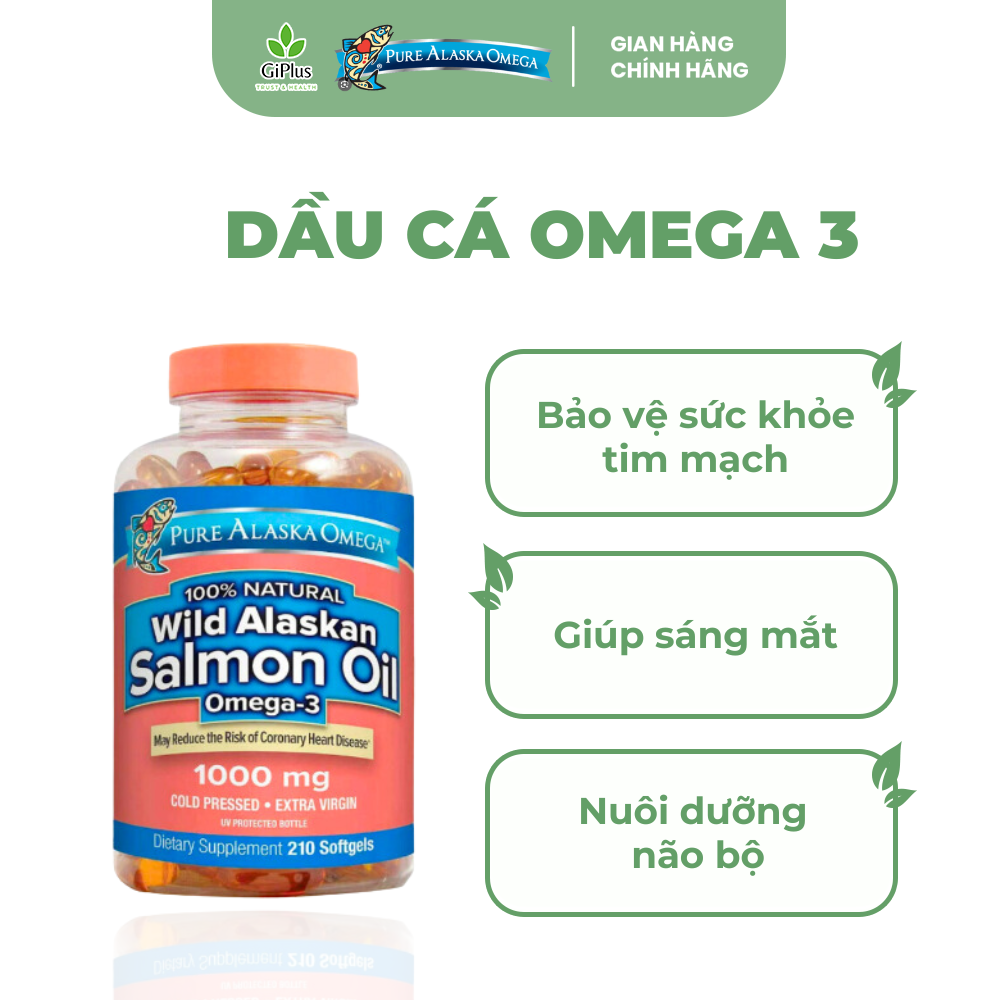 GiPlus
TRUST & HEALTH
PURE ALASKA OMEGA
GIAN HÀNG
CHÍNH HÃNG
DẦU CÁ OMEGA 3
PURE ALASKA OMEGA™
100% NATURAL
Wild Alaskan
Salmon Oil
Omega-3
May Reduce the Risk of Coronary Heart Disease*
1000 mg
COLD PRESSED • EXTRA VIRGIN
UV PROTECTED BOTTLE
Dietary Supplement 210 Softgels
Bảo vệ sức khỏe
tim mạch
Giúp sáng mắt
Nuôi dưỡng
não bộ